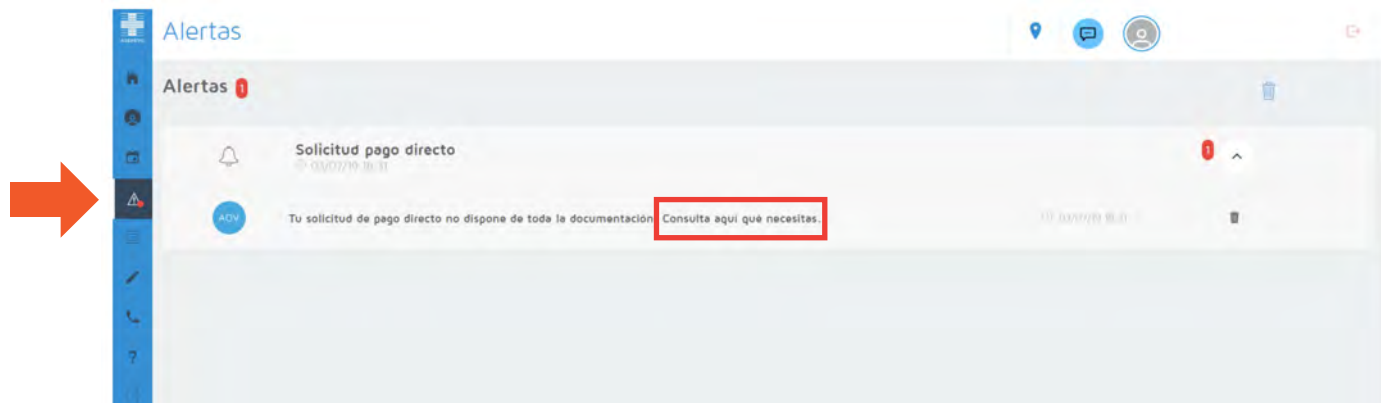 Alertas
Alertas 1
Solicitud pago directo
1
ADV
Tu solicitud de pago directo no dispone de toda la documentación. Consulta aquí qué necesitas.
?